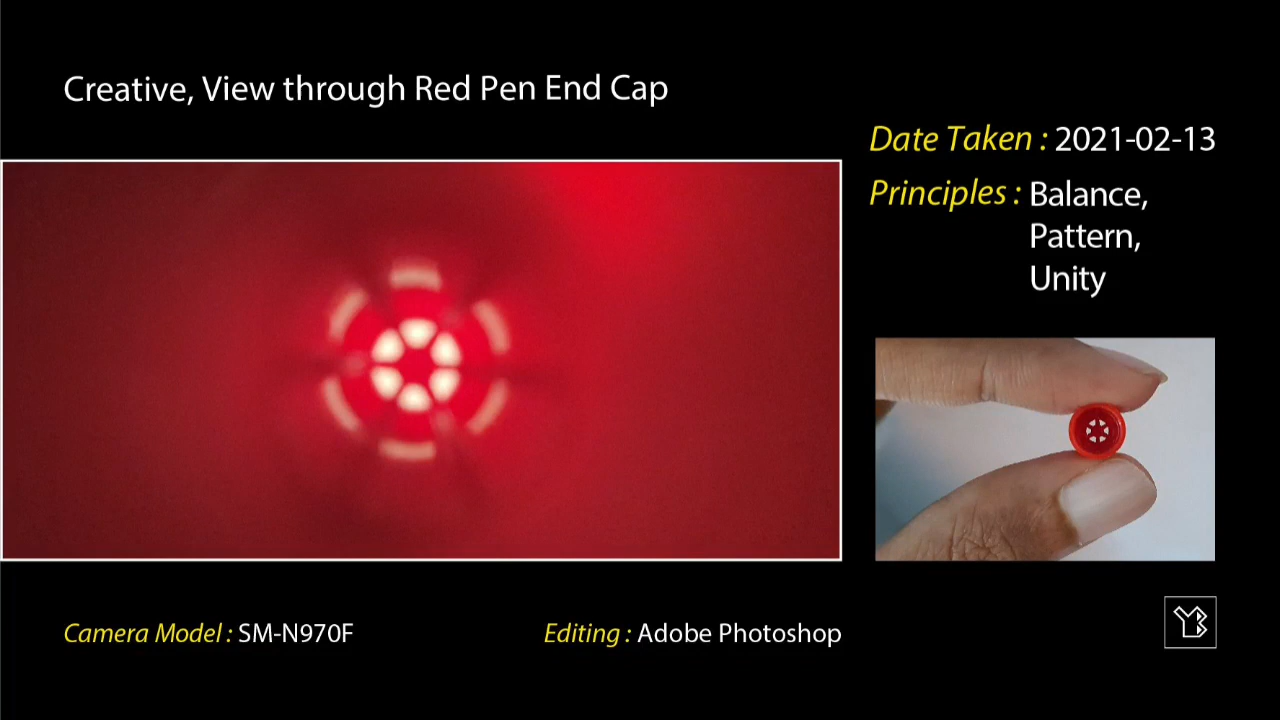 Creative, View through Red Pen End Cap
Date Taken : 2021-02-13
Principles : Balance,
Pattern,
Unity
Camera Model : SM-N970F
Editing : Adobe Photoshop